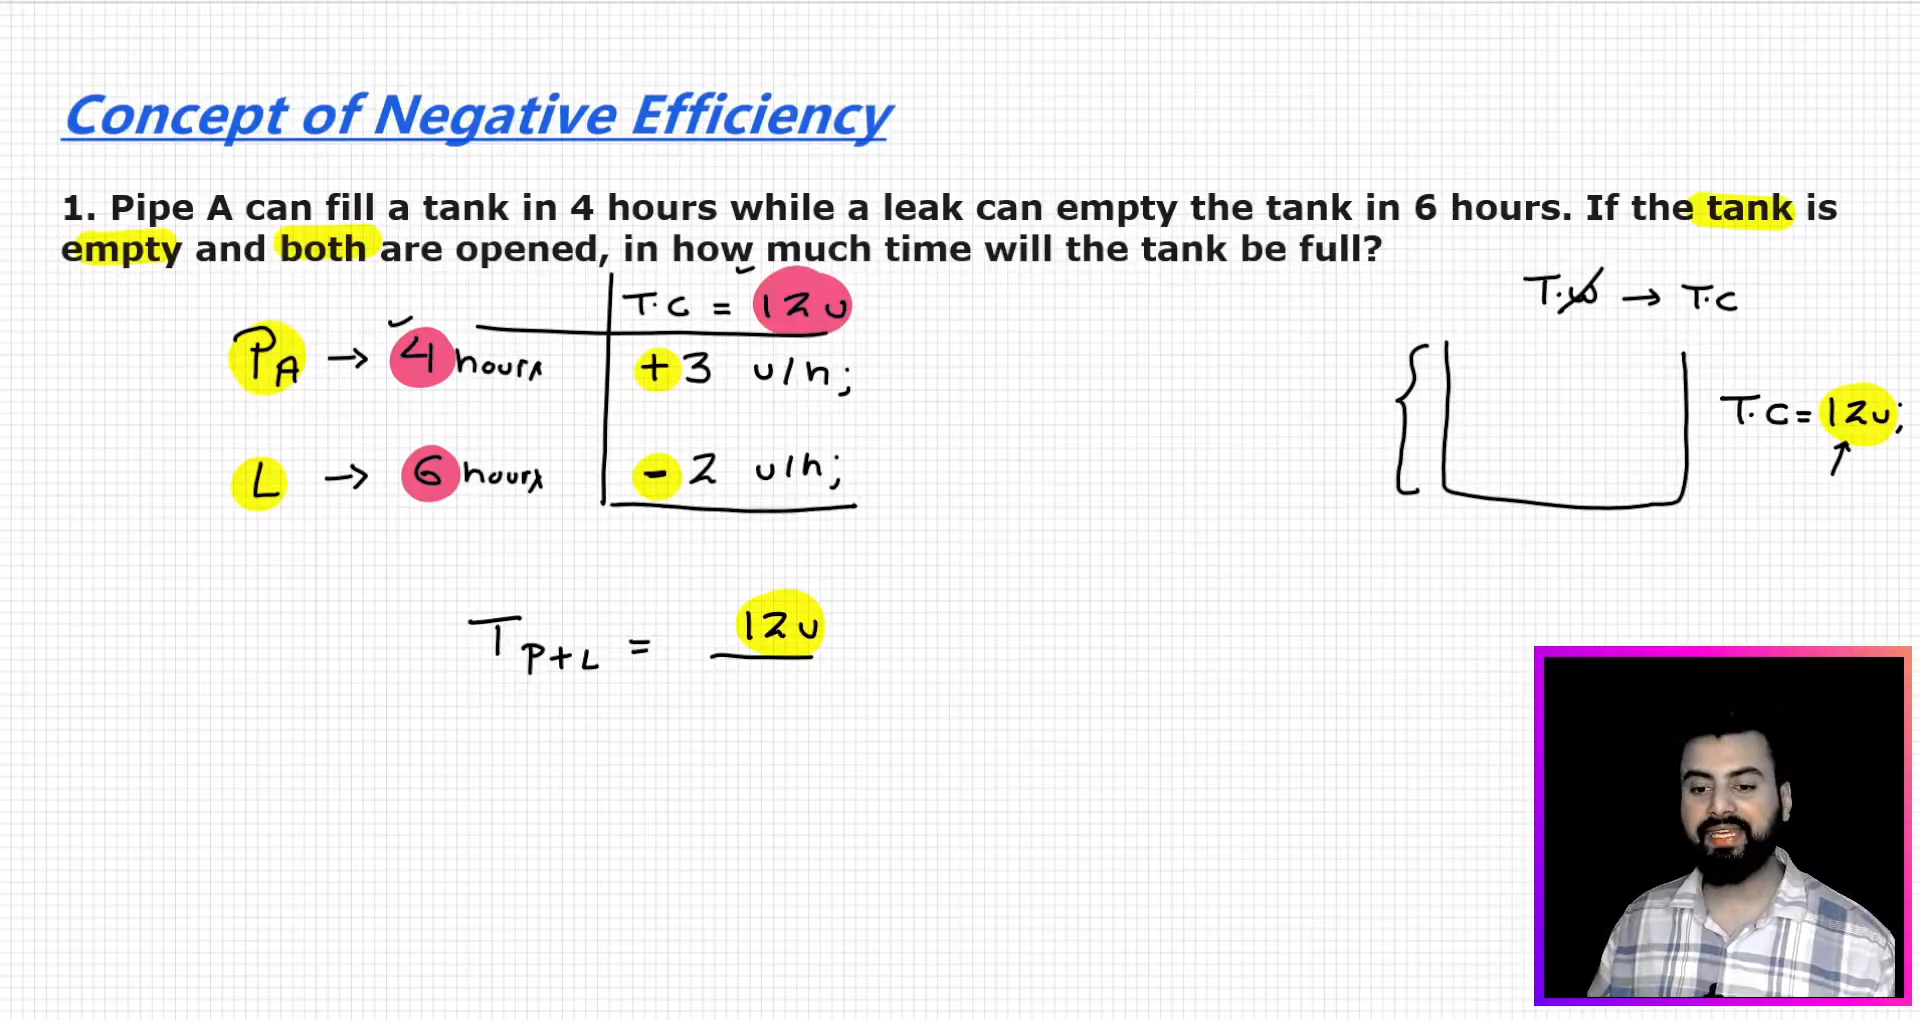 Concept of Negative Efficiency
1. Pipe A can fill a tank in 4 hours while a leak can empty the tank in 6 hours. If the tank is
empty and both are opened, in how much time will the tank be full?
T.C = 12u
T.W → T.C
PA → 4 hours
+3 u/h;
T.C = 12u;
L → 6 hours
-2 u/h;
TP+L = 12u